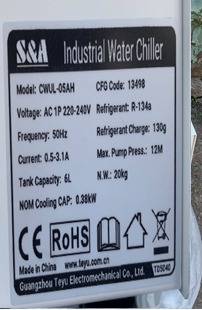 S&A Industrial Water Chiller
Model: CWUL-05AH CFG Code: 13498
Voltage: AC 1P 220-240V Refrigerant: R-134a
Frequency: 50Hz Refrigerant Charge: 130g
Current: 0.5-3.1A Max. Pump Press.: 12M
Tank Capacity: 6L N.W.: 20kg
NOM Cooling CAP: 0.38kW
CE RoHS
Made in China www.teyu.com.cn TDS040
Guangzhou Teyu Electromechanical Co., Ltd.